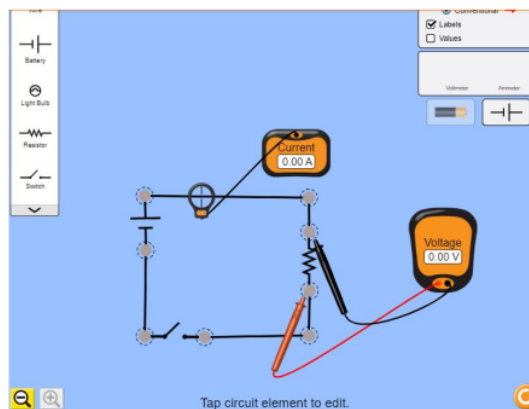 Wire
Battery
Light Bulb
Resistor
Switch
Conventional
Labels
Values
Voltmeter
Ammeter
Current
0.00 A
Voltage
0.00 V
Tap circuit element to edit.